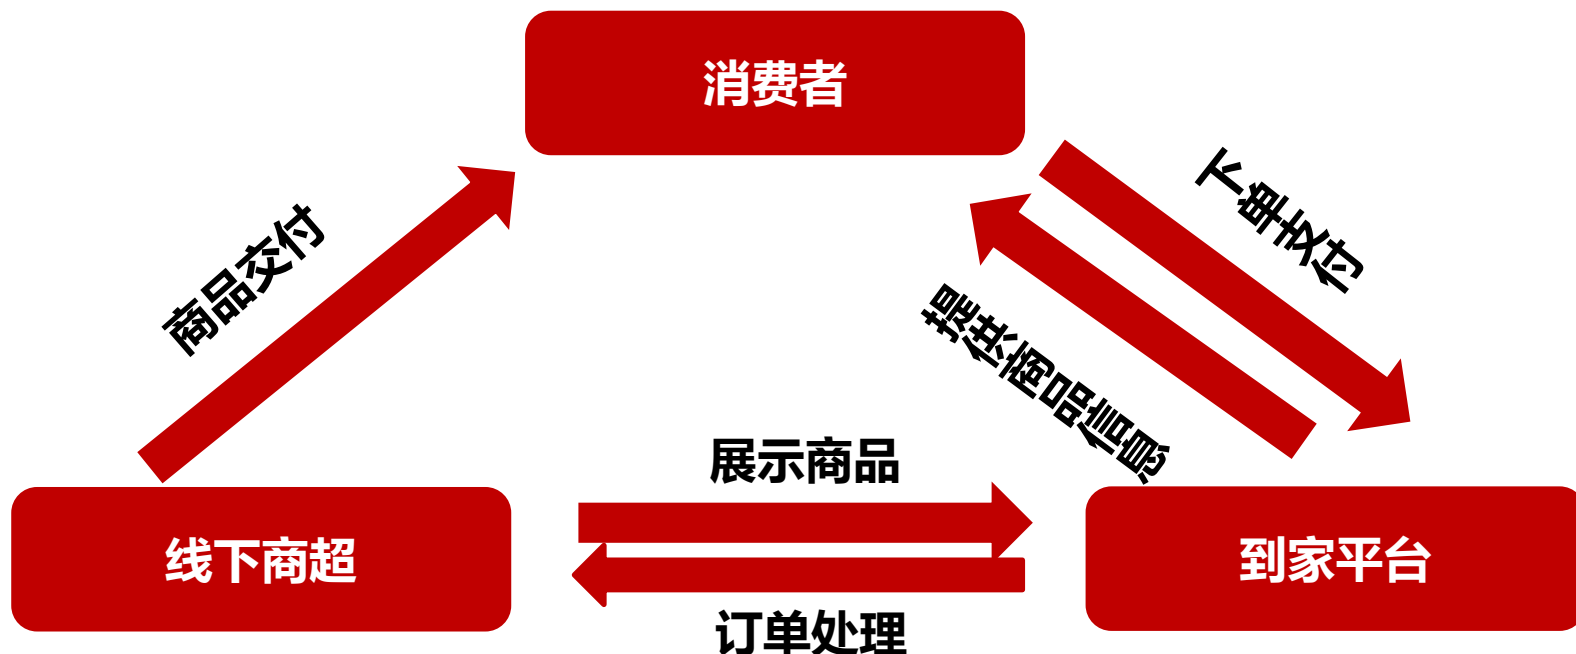 消费者
下单支付
商品交付
提供商品信息
展示商品
线下商超
到家平台
订单处理